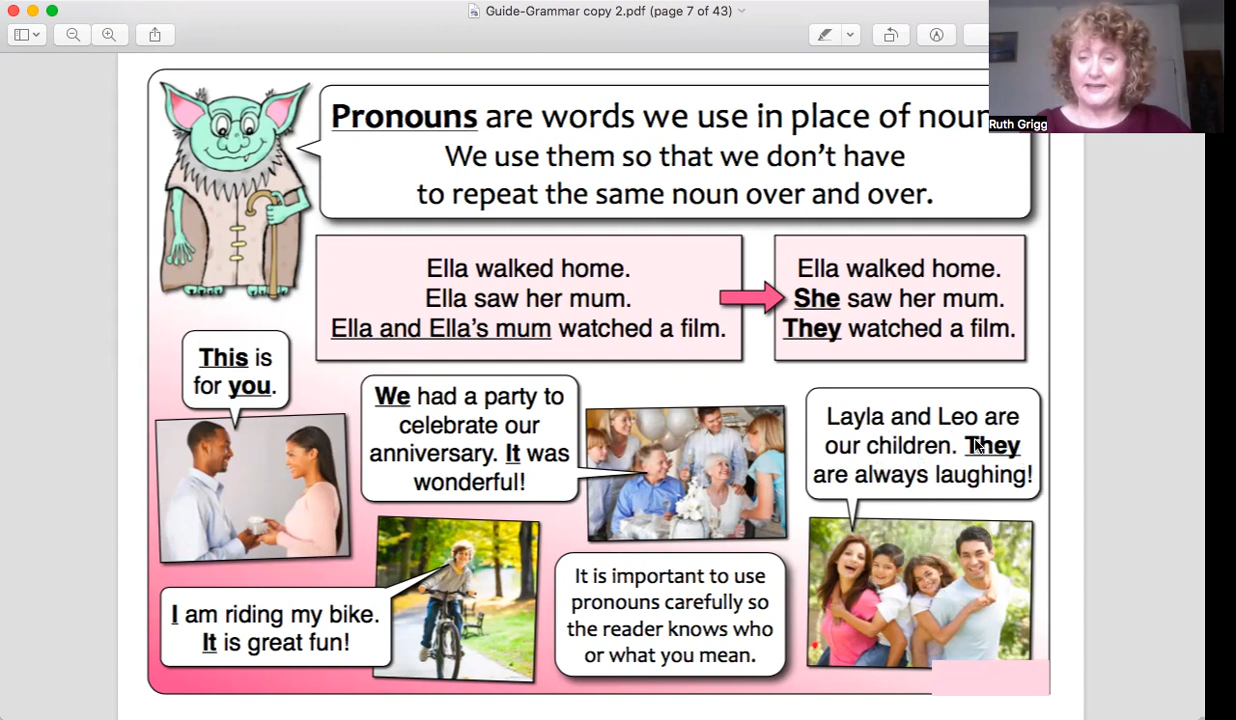 Guide-Grammar copy 2.pdf (page 7 of 43)
Ruth Grigg
Pronouns are words we use in place of
We use them so that we don't have
to repeat the same noun over and over.
Ella walked home.
Ella saw her mum.
Ella and Ella's mum watched a film.
Ella walked home.
She saw her mum.
They watched a film.
This is
for you.
We had a party to
celebrate our
anniversary. It was
wonderful!
Layla and Leo are
our children. They
are always laughing!
I am riding my bike.
It is great fun!
It is important to use
pronouns carefully so
the reader knows who
or what you mean.